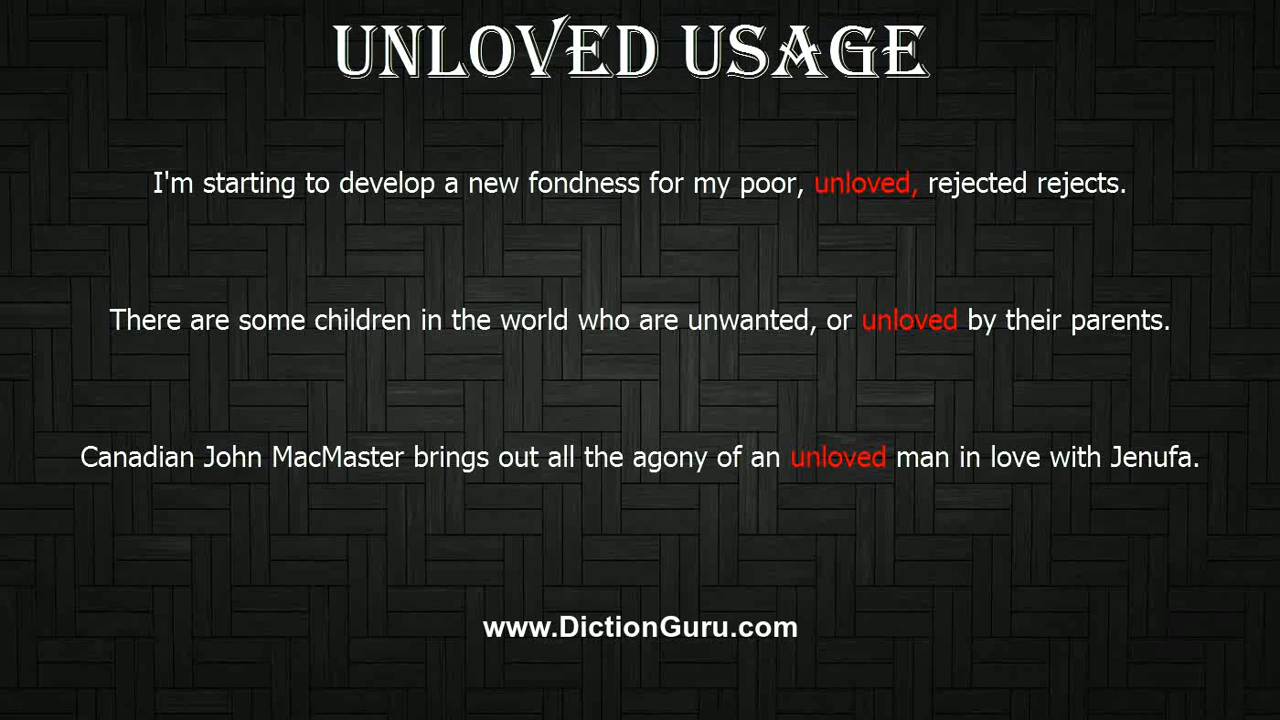 UNLOVED USAGE
I'm starting to develop a new fondness for my poor, unloved, rejected rejects.
There are some children in the world who are unwanted, or unloved by their parents.
Canadian John MacMaster brings out all the agony of an unloved man in love with Jenufa.
www.DictionGuru.com